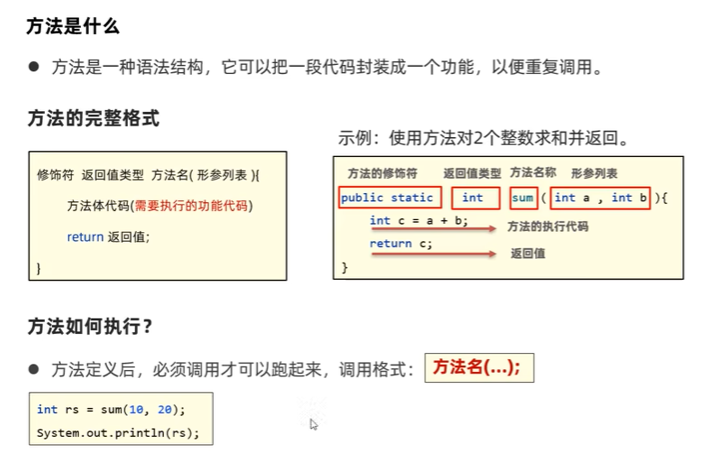 方法是什么
● 方法是一种语法结构，它可以把一段代码封装成一个功能，以便重复调用。
方法的完整格式
修饰符 返回值类型 方法名( 形参列表 ){
方法体代码(需要执行的功能代码)
return 返回值;
}
示例：使用方法对2个整数求和并返回。
方法的修饰符 返回值类型 方法名称 形参列表
public static int sum ( int a , int b ){
int c = a + b; 方法的执行代码
return c; 返回值
}
方法如何执行？
● 方法定义后，必须调用才可以跑起来，调用格式： 方法名(…);
int rs = sum(10, 20);
System.out.println(rs);